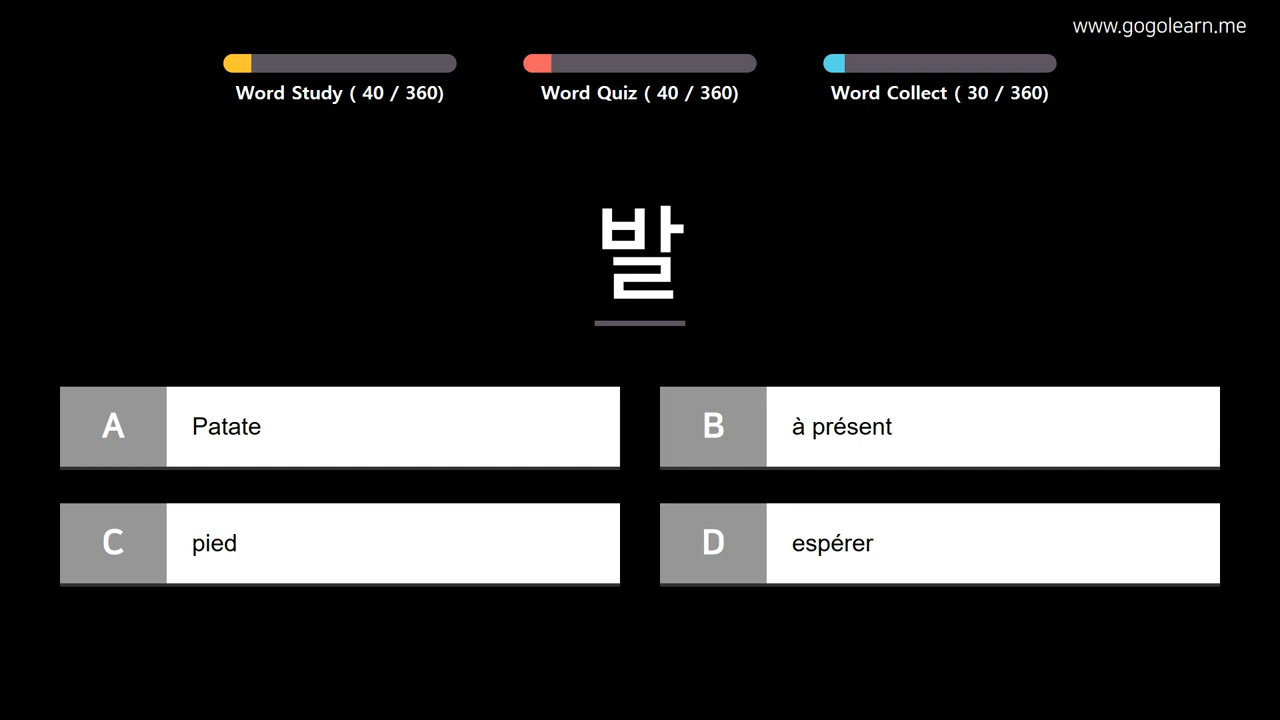 www.gogolearn.me
Word Study ( 40 / 360)
Word Quiz ( 40 / 360)
Word Collect ( 30 / 360)
발
A Patate
B à présent
C pied
D espérer